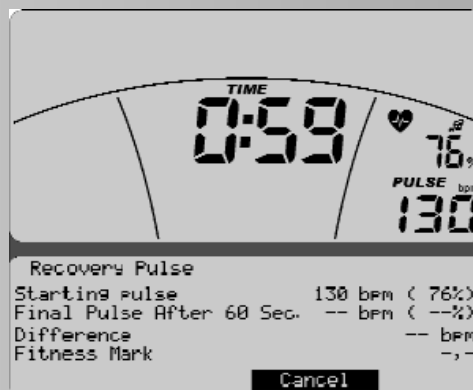 TIME
0:59
76%
PULSE bpm
130
Recovery Pulse
Starting pulse 130 bpm ( 76%)
Final Pulse After 60 Sec. -- bpm ( --%)
Difference -- bpm
Fitness Mark -,-
Cancel